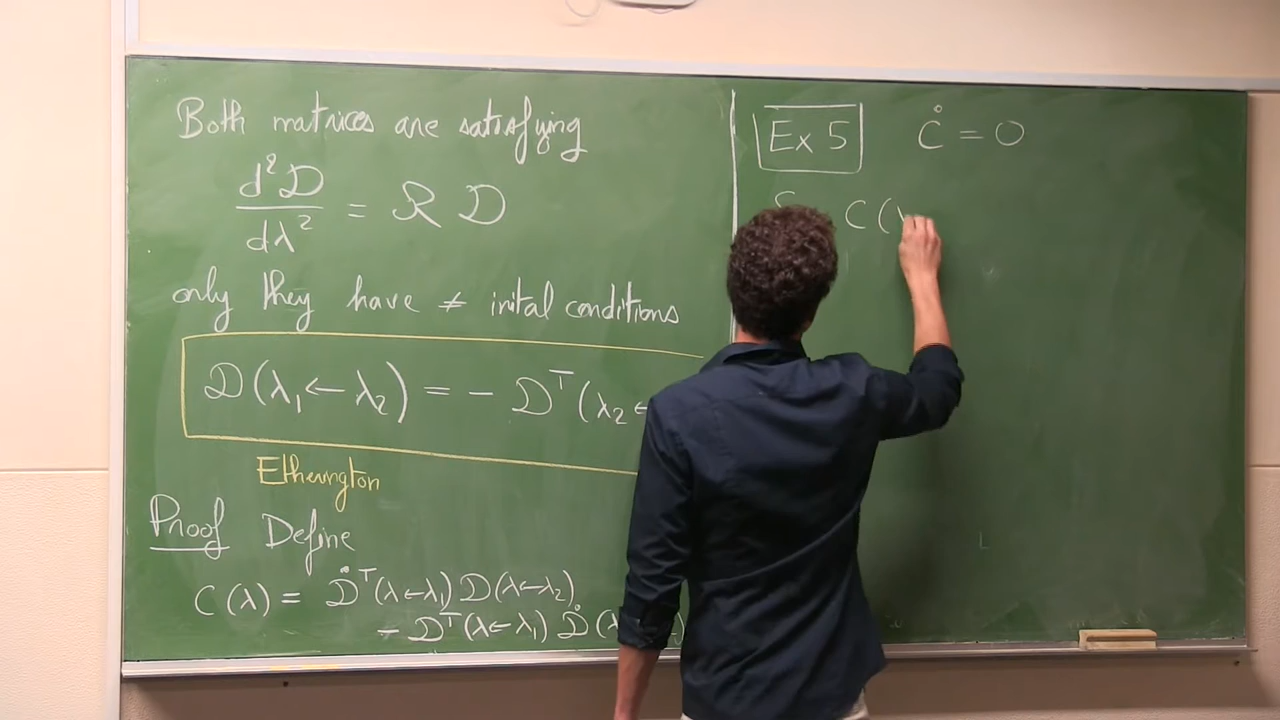 Both matrices are satisfying
d²𝒟/dλ² = ℛ 𝒟
only they have ≠ inital conditions
𝒟(λ₁←λ₂) = - 𝒟ᵀ(λ₂←
Etherington
Proof Define
C(λ) = 𝒟̊ᵀ(λ←λ₁) 𝒟(λ←λ₂)
- 𝒟ᵀ(λ←λ₁) 𝒟̊(λ
Ex 5 C̊ = 0
C(λ